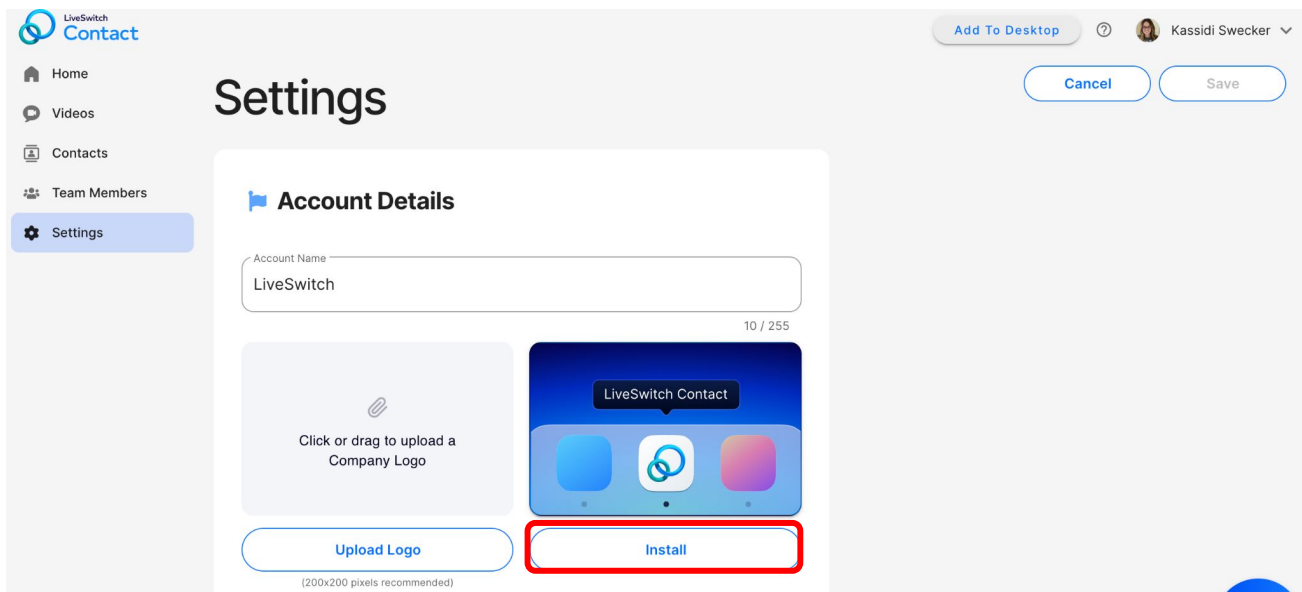 LiveSwitch
Contact
Add To Desktop
Kassidi Swecker
Home
Videos
Contacts
Team Members
Settings
Settings
Cancel
Save
Account Details
Account Name
LiveSwitch
10 / 255
Click or drag to upload a
Company Logo
LiveSwitch Contact
Upload Logo
Install
(200x200 pixels recommended)